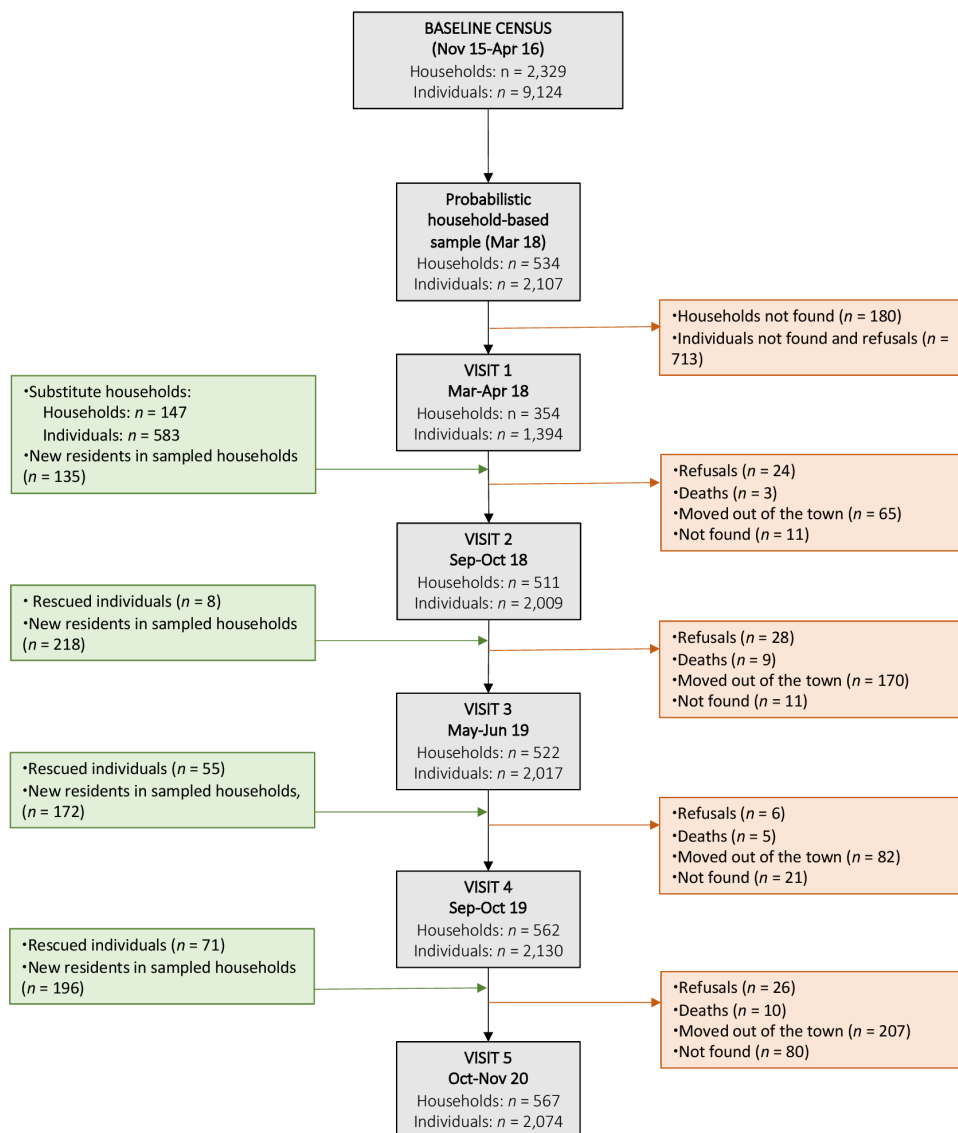 BASELINE CENSUS
(Nov 15-Apr 16)
Households: n = 2,329
Individuals: n = 9,124
Probabilistic
household-based
sample (Mar 18)
Households: n = 534
Individuals: n = 2,107
•Households not found (n = 180)
•Individuals not found and refusals (n =
713)
VISIT 1
Mar-Apr 18
Households: n = 354
Individuals: n = 1,394
•Substitute households:
Households: n = 147
Individuals: n = 583
•New residents in sampled households
(n = 135)
•Refusals (n = 24)
•Deaths (n = 3)
•Moved out of the town (n = 65)
•Not found (n = 11)
VISIT 2
Sep-Oct 18
Households: n = 511
Individuals: n = 2,009
• Rescued individuals (n = 8)
•New residents in sampled households
(n = 218)
•Refusals (n = 28)
•Deaths (n = 9)
•Moved out of the town (n = 170)
•Not found (n = 11)
VISIT 3
May-Jun 19
Households: n = 522
Individuals: n = 2,017
•Rescued individuals (n = 55)
•New residents in sampled households,
(n = 172)
•Refusals (n = 6)
•Deaths (n = 5)
•Moved out of the town (n = 82)
•Not found (n = 21)
VISIT 4
Sep-Oct 19
Households: n = 562
Individuals: n = 2,130
•Rescued individuals (n = 71)
•New residents in sampled households
(n = 196)
•Refusals (n = 26)
•Deaths (n = 10)
•Moved out of the town (n = 207)
•Not found (n = 80)
VISIT 5
Oct-Nov 20
Households: n = 567
Individuals: n = 2,074